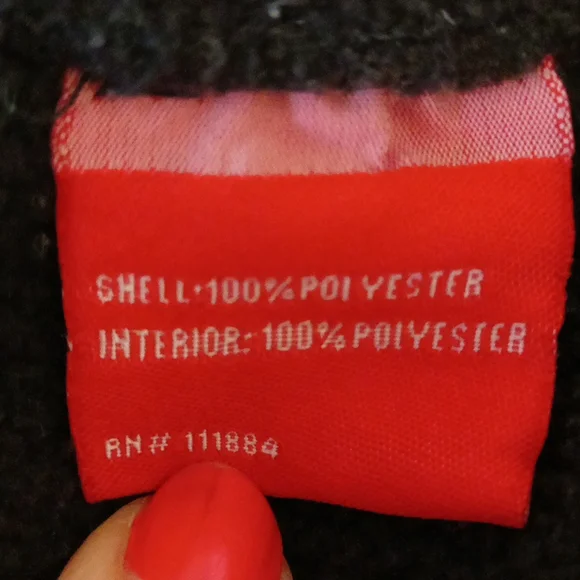 SHELL: 100% POLYESTER
INTERIOR: 100% POLYESTER
RN# 111884